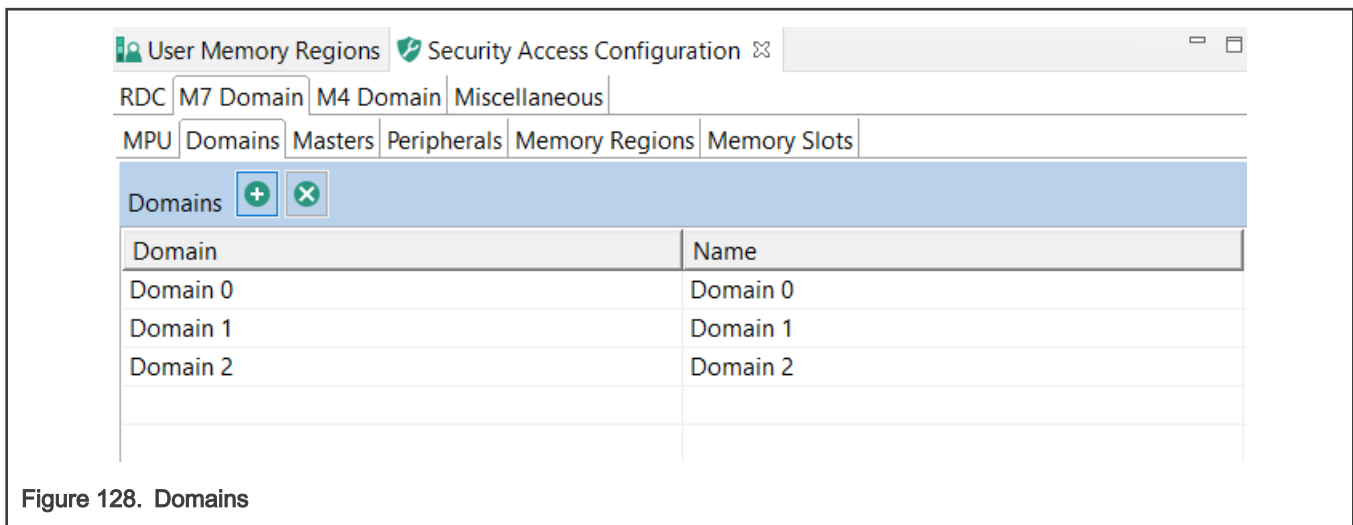 User Memory Regions Security Access Configuration
RDC M7 Domain M4 Domain Miscellaneous
MPU Domains Masters Peripherals Memory Regions Memory Slots
Domains
Domain Name
Domain 0 Domain 0
Domain 1 Domain 1
Domain 2 Domain 2
Figure 128. Domains